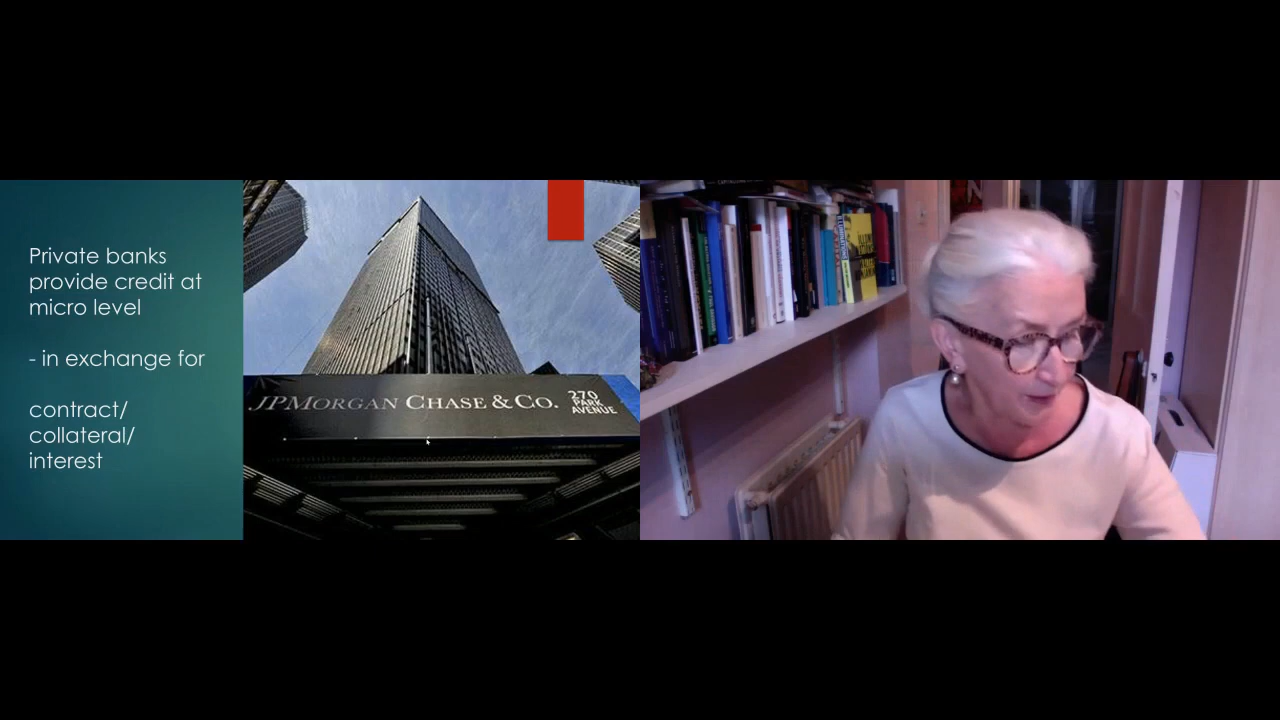 Private banks
provide credit at
micro level
- in exchange for
contract/
collateral/
interest
JPMORGAN CHASE & CO.
270
PARK
AVENUE